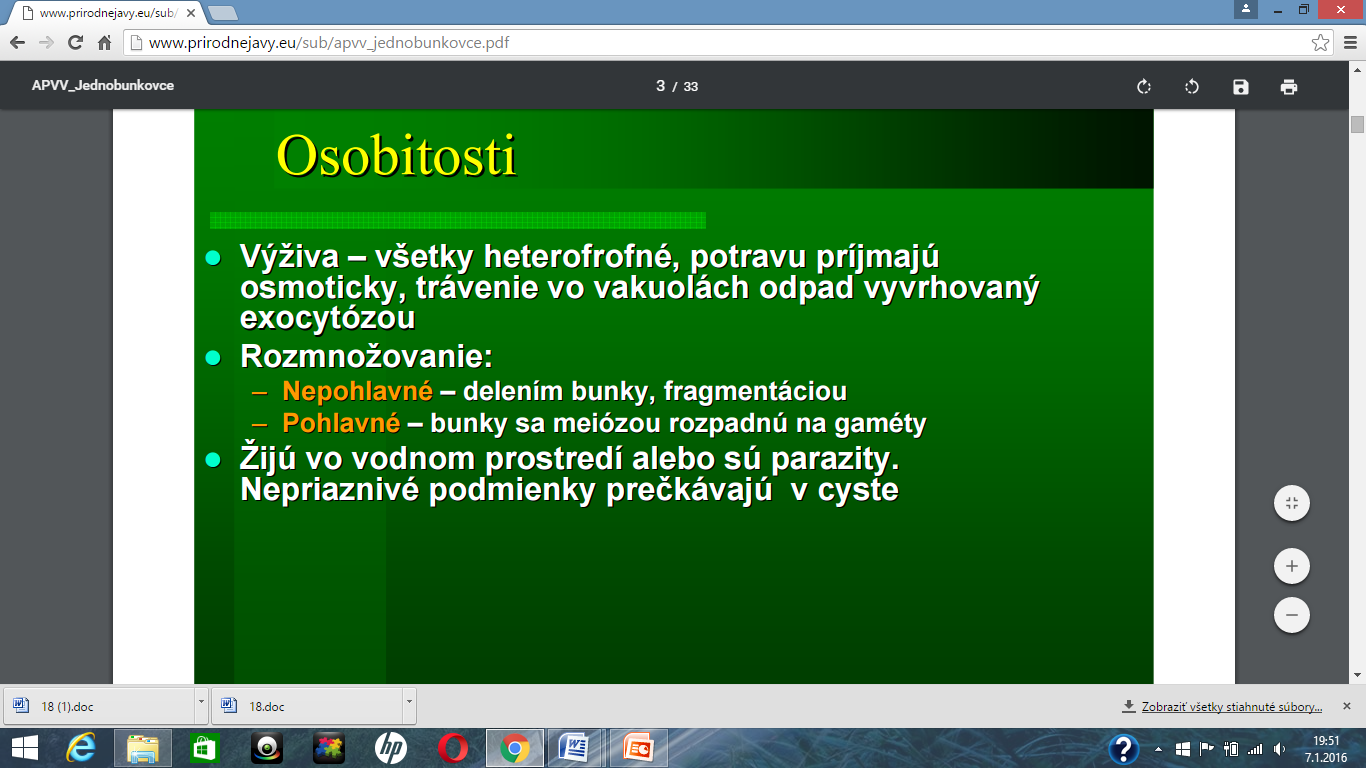 www.prirodnejavy.eu/sub/
www.prirodnejavy.eu/sub/apvv_jednobunkovce.pdf
APVV_Jednobunkovce
3 / 33
Osobitosti
Výživa – všetky heterofrofné, potravu príjmajú
osmoticky, trávenie vo vakuolách odpad vyvrhovaný
exocytózou
Rozmnožovanie:
– Nepohlavné – delením bunky, fragmentáciou
– Pohlavné – bunky sa meiózou rozpadnú na gaméty
Žijú vo vodnom prostredí alebo sú parazity.
Nepriaznivé podmienky prečkávajú v cyste
18 (1).doc
18.doc
Zobraziť všetky stiahnuté súbory...
hp
19:51
7.1.2016